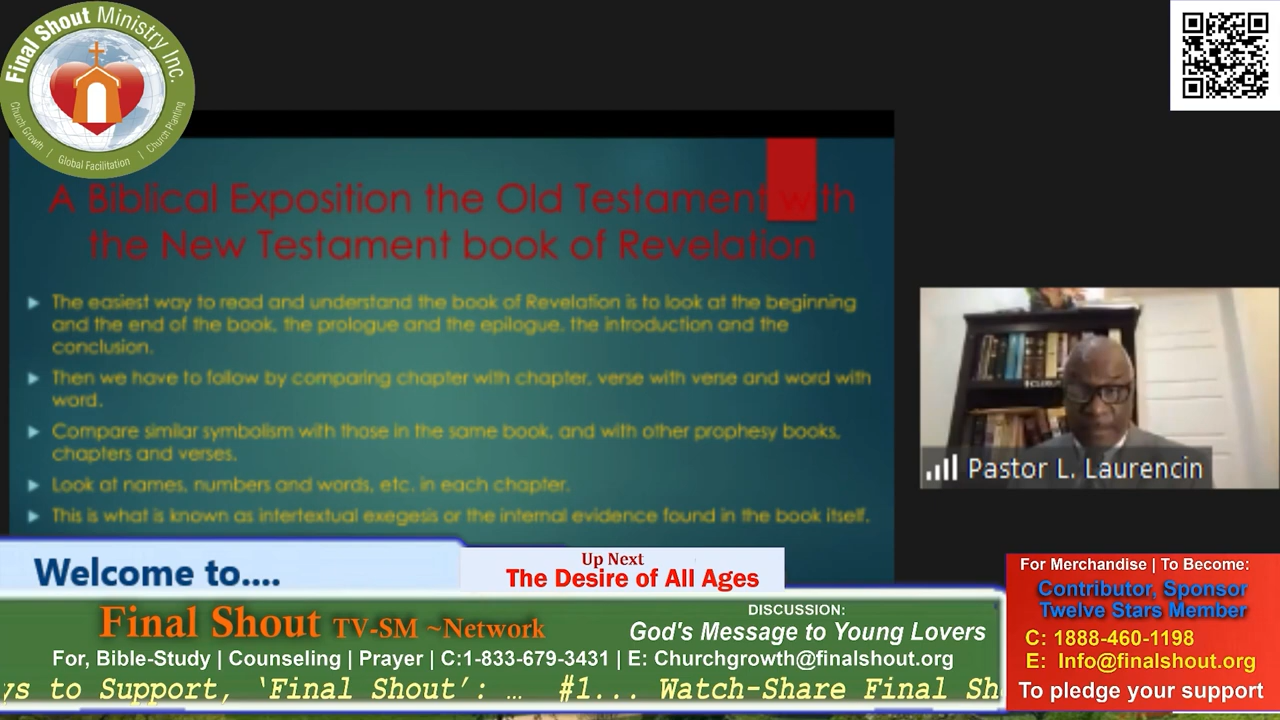 Final Shout Ministry Inc.
Church Growth | Global Facilitation | Church Planting
A Biblical Exposition the Old Testament with
the New Testament book of Revelation
The easiest way to read and understand the book of Revelation is to look at the beginning
and the end of the book, the prologue and the epilogue, the introduction and the
conclusion.
Then we have to follow by comparing chapter with chapter, verse with verse and word with
word.
Compare similar symbolism with those in the same book, and with other prophesy books,
chapters and verses.
Look at names, numbers and words, etc. in each chapter.
This is what is known as intertextual exegesis or the internal evidence found in the book itself.
Pastor L. Laurencin
Welcome to....
Up Next
The Desire of All Ages
Final Shout TV-SM ~Network
DISCUSSION:
God's Message to Young Lovers
For, Bible-Study | Counseling | Prayer | C:1-833-679-3431 | E: Churchgrowth@finalshout.org
ys to Support, ‘Final Shout’: … #1... Watch-Share Final Sh
For Merchandise | To Become:
Contributor, Sponsor
Twelve Stars Member
C: 1888-460-1198
E: Info@finalshout.org
To pledge your support